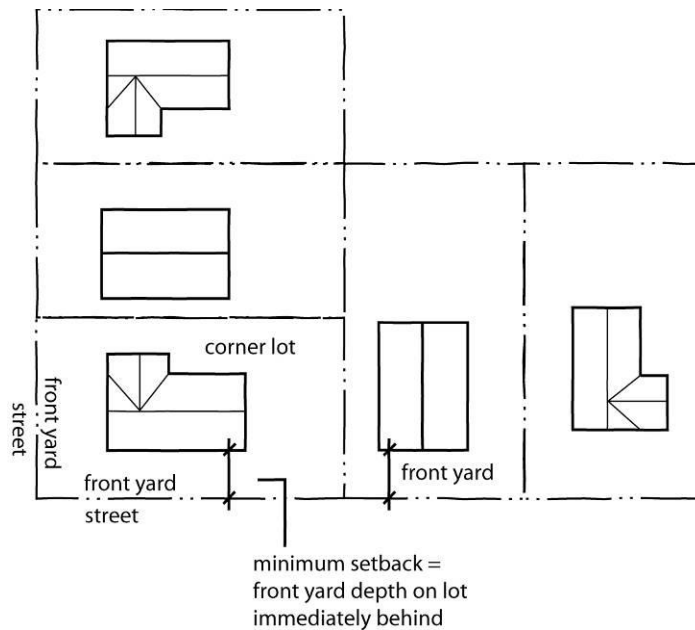 corner lot
front yard
street
front yard
street
front yard
minimum setback =
front yard depth on lot
immediately behind